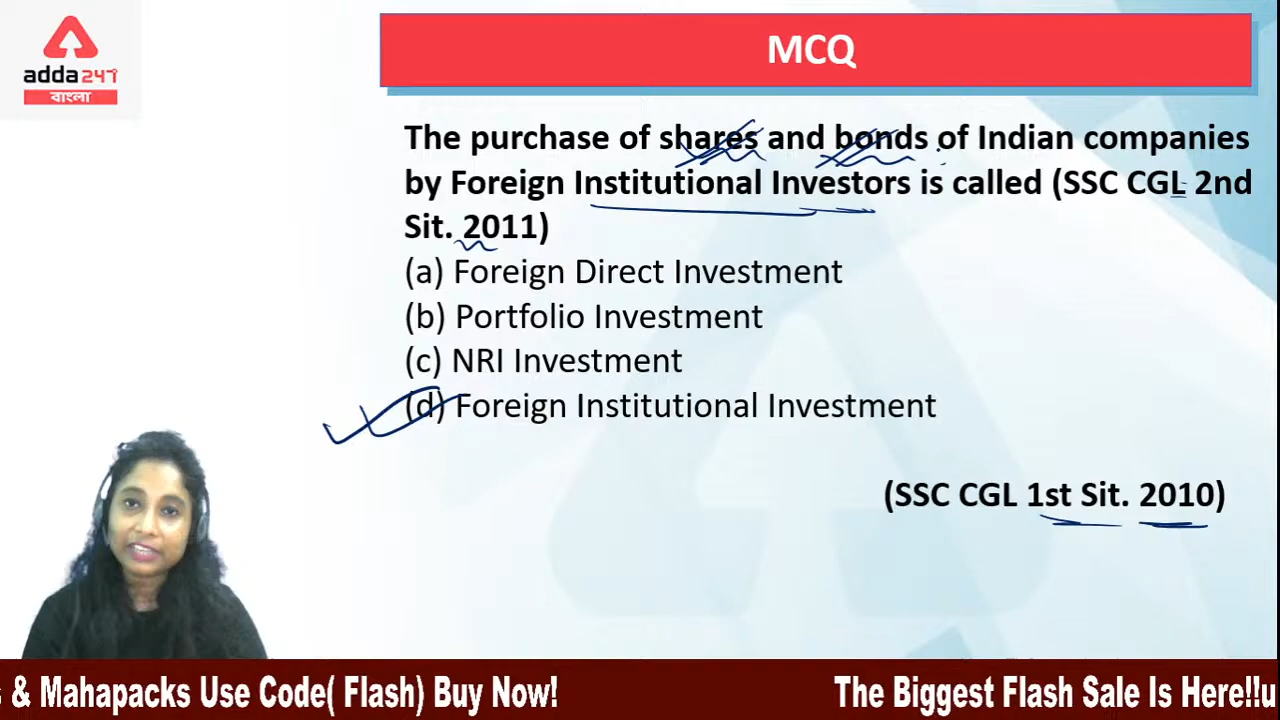 adda247
বাংলা
MCQ
The purchase of shares and bonds of Indian companies
by Foreign Institutional Investors is called (SSC CGL 2nd
Sit. 2011)
(a) Foreign Direct Investment
(b) Portfolio Investment
(c) NRI Investment
(d) Foreign Institutional Investment
(SSC CGL 1st Sit. 2010)
s & Mahapacks Use Code( Flash) Buy Now! The Biggest Flash Sale Is Here!!u